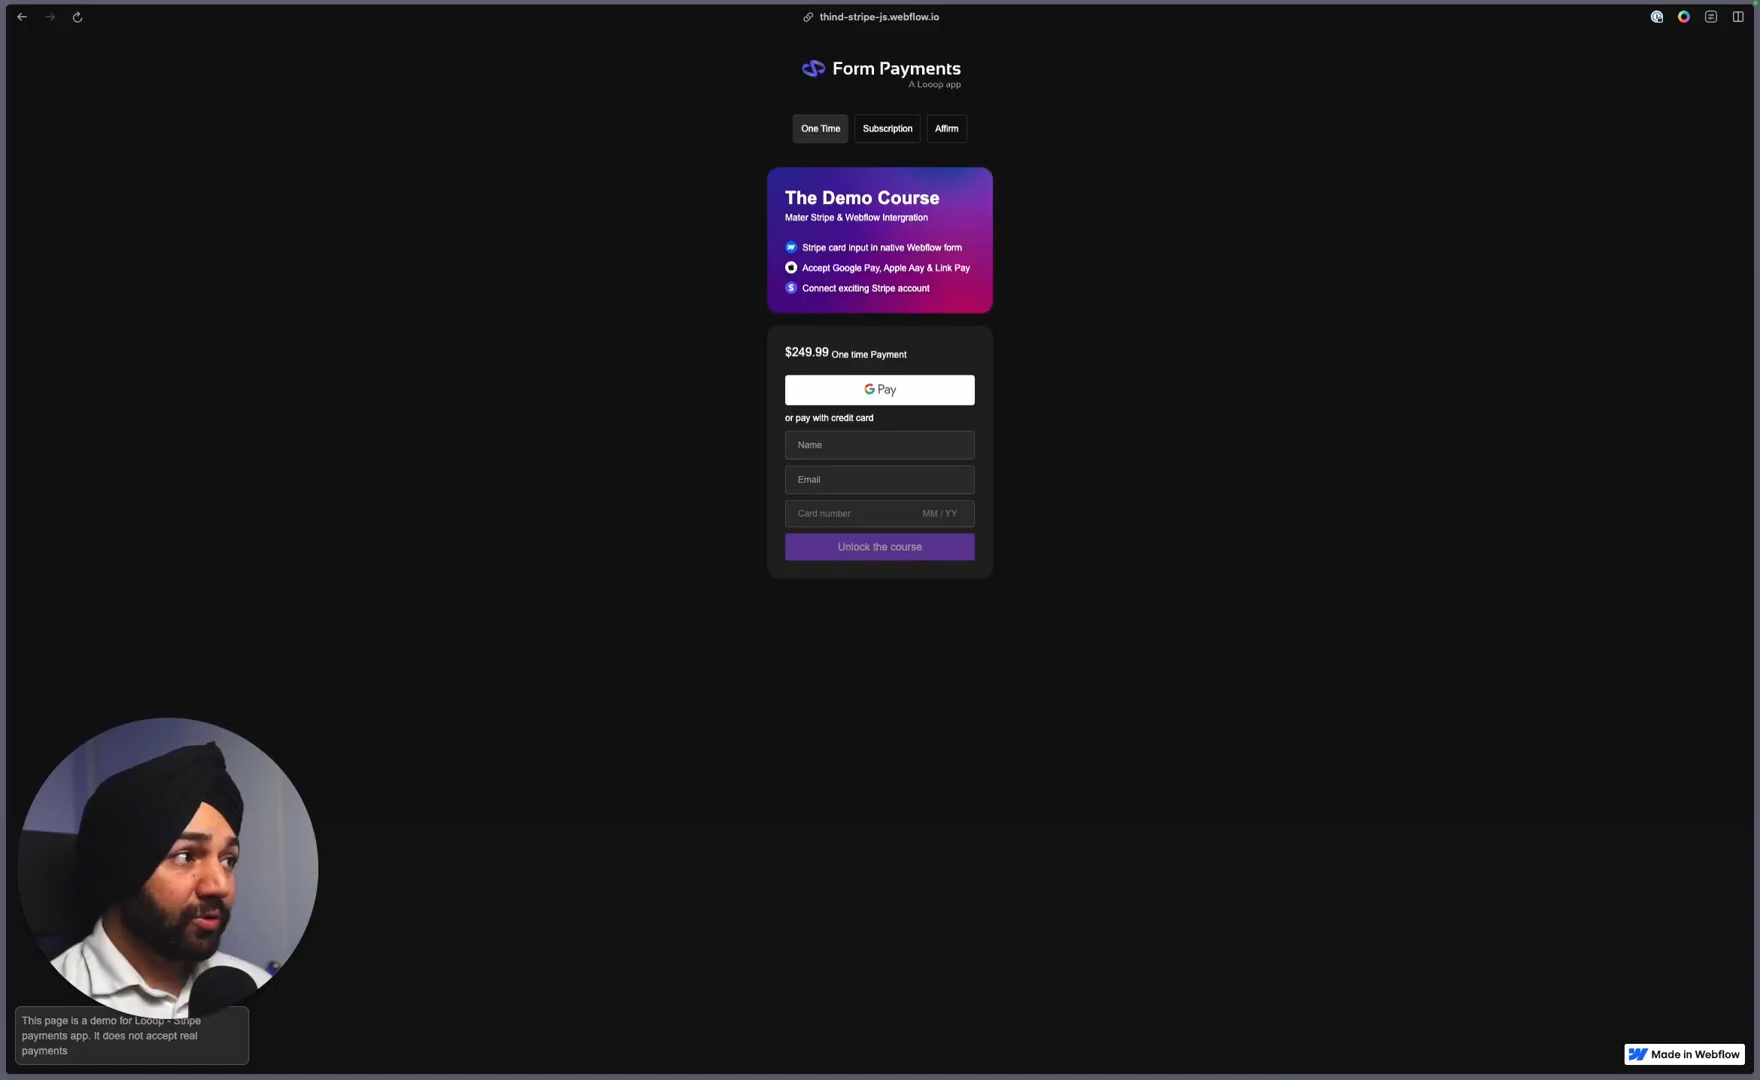 thind-stripe-js.webflow.io
Form Payments
A Looop app
One Time
Subscription
Affirm
The Demo Course
Mater Stripe & Webflow Intergration
Stripe card input in native Webflow form
Accept Google Pay, Apple Aay & Link Pay
S Connect exciting Stripe account
$249.99 One time Payment
G Pay
or pay with credit card
Name
Email
Card number MM / YY
Unlock the course
This page is a demo for Looop - Stripe
payments app. It does not accept real
payments
Made in Webflow